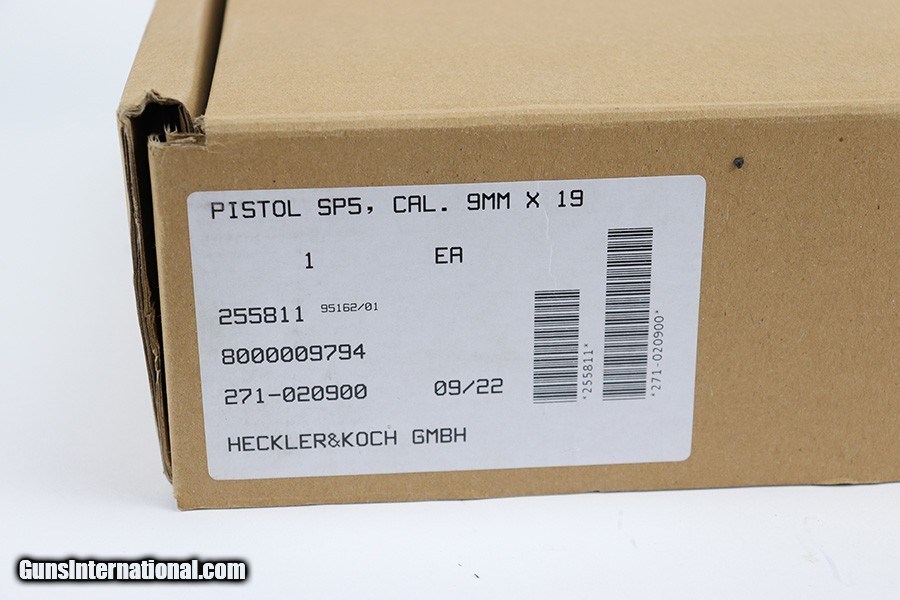 PISTOL SP5, CAL. 9MM X 19
1 EA
255811 95162/01
8000009794
271-020900 09/22
HECKLER&KOCH GMBH
*255811*
*271-020900*
GunsInternational.com